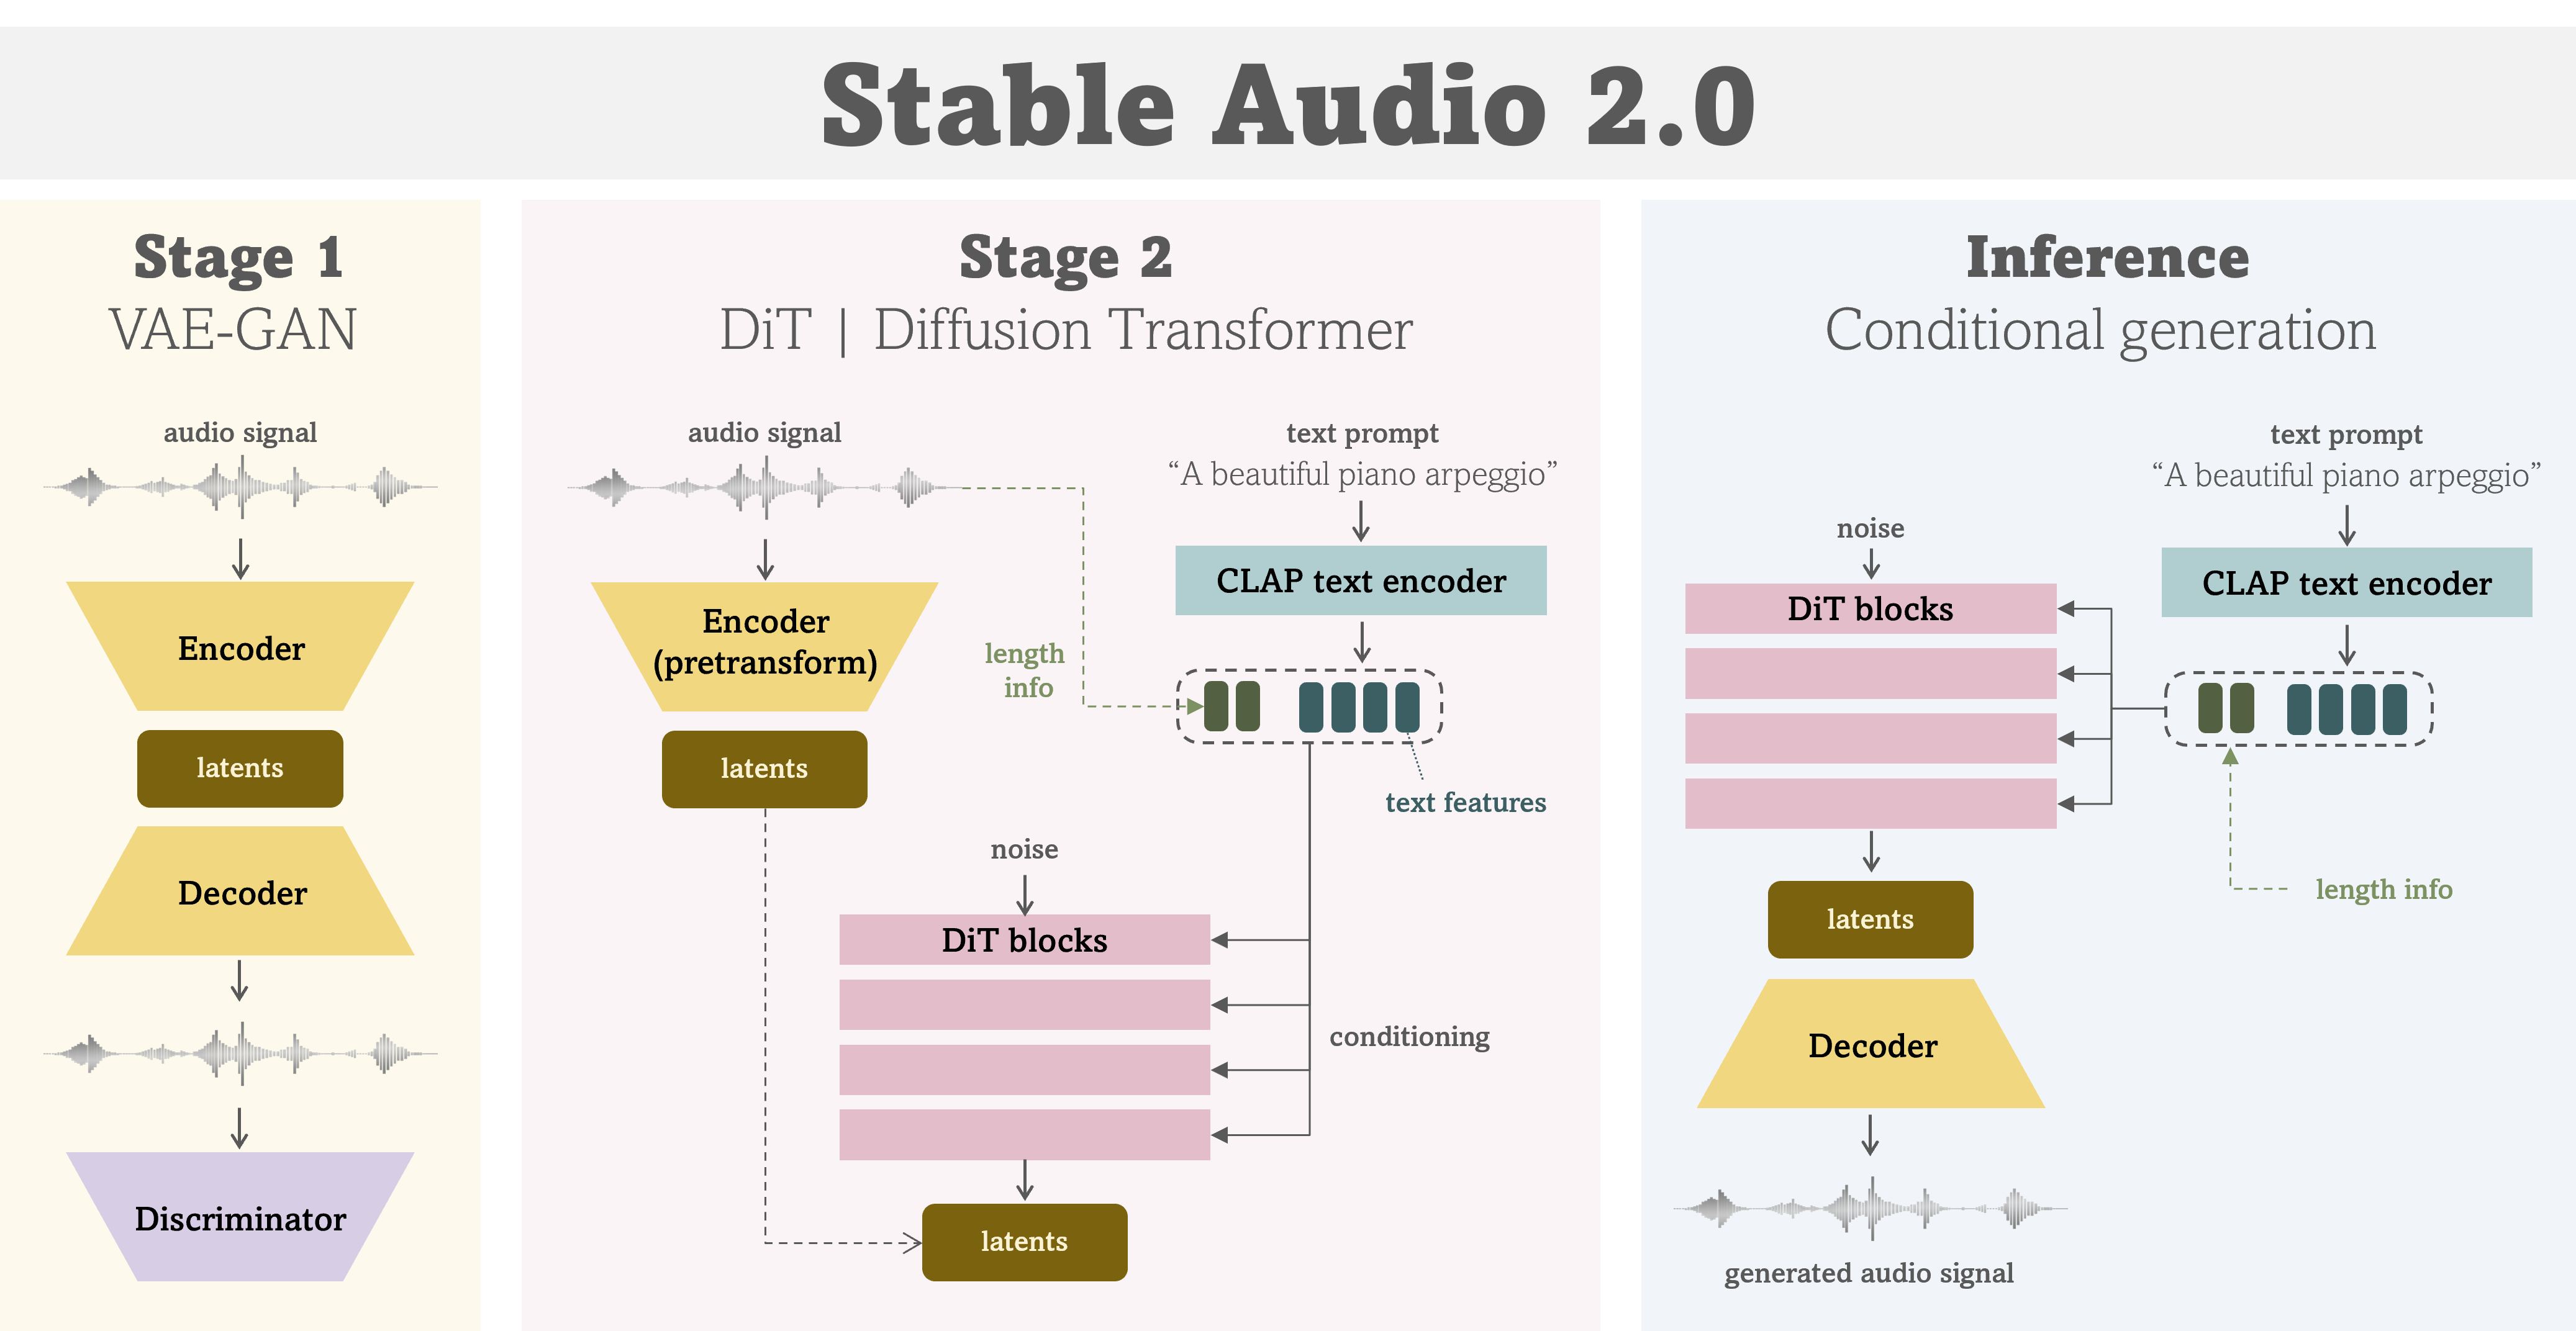 Stable Audio 2.0
Stage 1
VAE-GAN
audio signal
Encoder
latents
Decoder
Discriminator
Stage 2
DiT | Diffusion Transformer
audio signal
text prompt
“A beautiful piano arpeggio”
Encoder
(pretransform)
CLAP text encoder
length
info
latents
text features
noise
DiT blocks
conditioning
latents
Inference
Conditional generation
text prompt
“A beautiful piano arpeggio”
noise
CLAP text encoder
DiT blocks
length info
latents
Decoder
generated audio signal